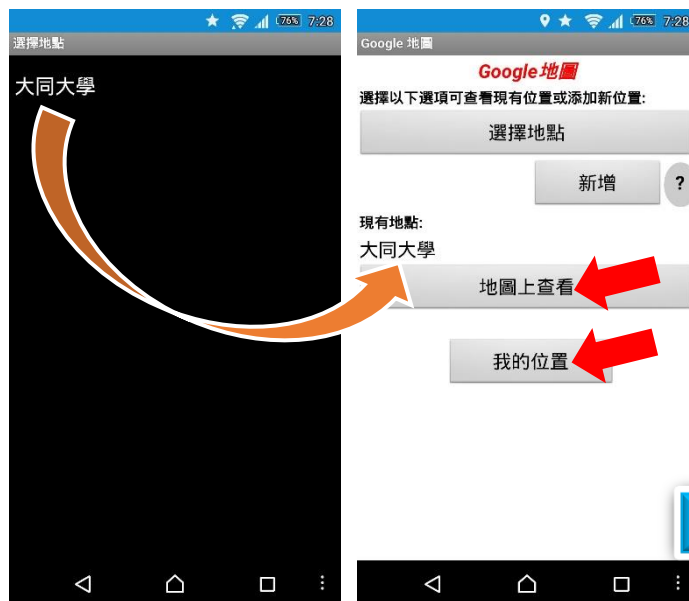 76% 7:28
選擇地點
大同大學
76% 7:28
Google 地圖
Google地圖
選擇以下選項可查看現有位置或添加新位置:
選擇地點
新增
?
現有地點:
大同大學
地圖上查看
我的位置